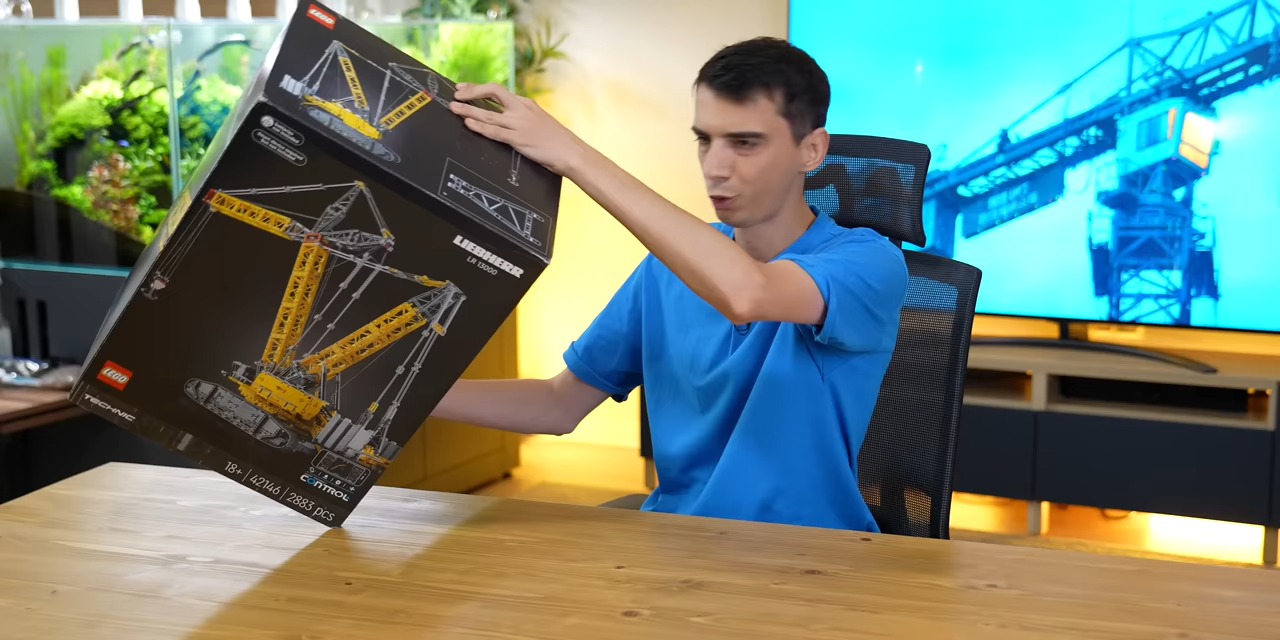 LEGO
LIEBHERR
LR 13000
LEGO
TECHNIC
18+ | 42146 | 2883 pcs
CONTROL